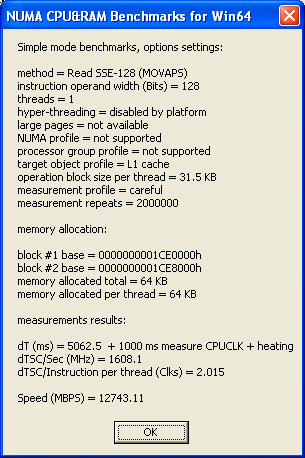 NUMA CPU&RAM Benchmarks for Win64
Simple mode benchmarks, options settings:
method = Read SSE-128 (MOVAPS)
instruction operand width (Bits) = 128
threads = 1
hyper-threading = disabled by platform
large pages = not available
NUMA profile = not supported
processor group profile = not supported
target object profile = L1 cache
operation block size per thread = 31.5 KB
measurement profile = careful
measurement repeats = 2000000
memory allocation:
block #1 base = 0000000001CE0000h
block #2 base = 0000000001CE8000h
memory allocated total = 64 KB
memory allocated per thread = 64 KB
measurements results:
dT (ms) = 5062.5  + 1000 ms measure CPUCLK + heating
dTSC/Sec (MHz) = 1608.1
dTSC/Instruction per thread (Clks) = 2.015
Speed (MBPS) = 12743.11
OK